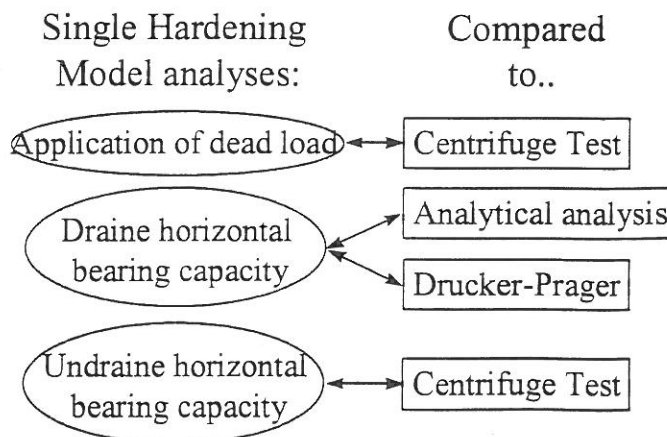 Single Hardening
Model analyses:
Compared
to..
Application of dead load
Centrifuge Test
Draine horizontal
bearing capacity
Analytical analysis
Drucker-Prager
Undraine horizontal
bearing capacity
Centrifuge Test